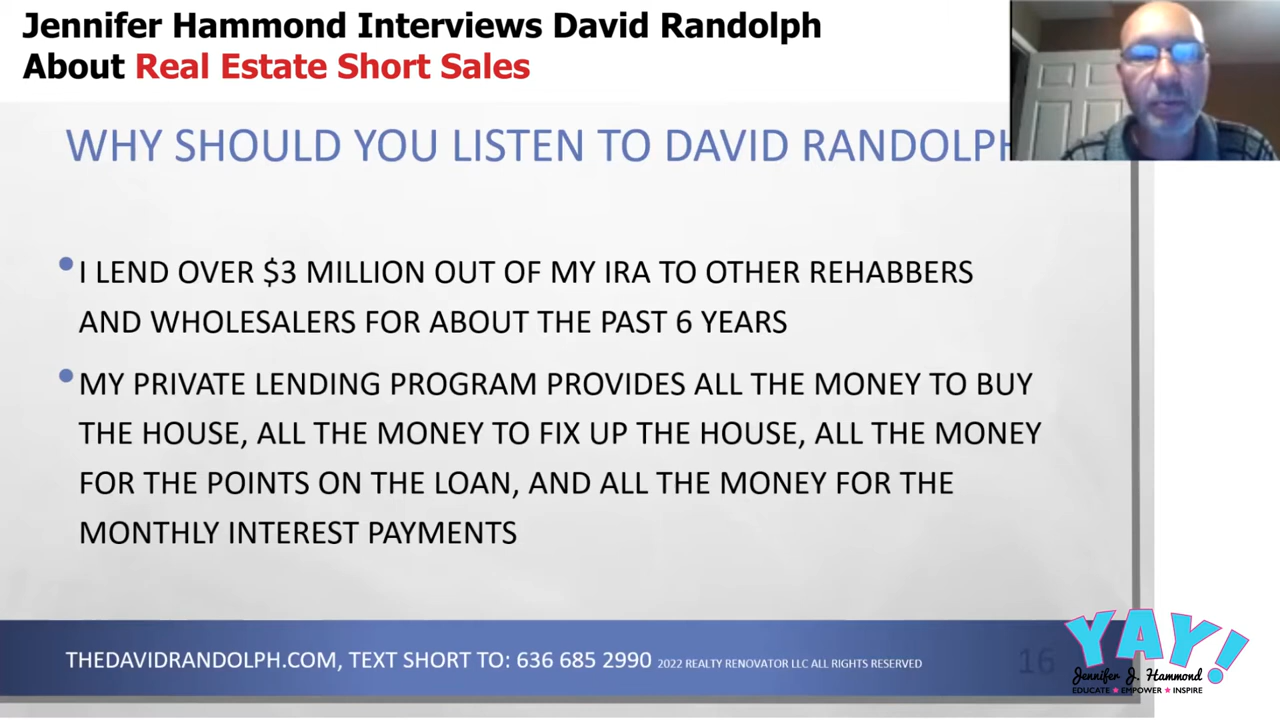 Jennifer Hammond Interviews David Randolph
About Real Estate Short Sales
WHY SHOULD YOU LISTEN TO DAVID RANDOLPH
•I LEND OVER $3 MILLION OUT OF MY IRA TO OTHER REHABBERS
AND WHOLESALERS FOR ABOUT THE PAST 6 YEARS
•MY PRIVATE LENDING PROGRAM PROVIDES ALL THE MONEY TO BUY
THE HOUSE, ALL THE MONEY TO FIX UP THE HOUSE, ALL THE MONEY
FOR THE POINTS ON THE LOAN, AND ALL THE MONEY FOR THE
MONTHLY INTEREST PAYMENTS
THEDAVIDRANDOLPH.COM, TEXT SHORT TO: 636 685 2990 2022 REALTY RENOVATOR LLC ALL RIGHTS RESERVED
16
YAY!
Jennifer J. Hammond
EDUCATE ★ EMPOWER ★ INSPIRE